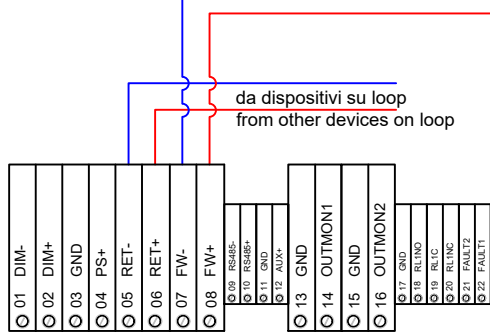 da dispositivi su loop
from other devices on loop
01 DIM-
02 DIM+
03 GND
04 PS+
05 RET-
06 RET+
07 FW-
08 FW+
09 RS485-
10 RS485+
11 GND
12 AUX+
13 GND
14 OUTMON1
15 GND
16 OUTMON2
17 GND
18 RL1NO
19 RL1C
20 RL1NC
21 FAULT2
22 FAULT1